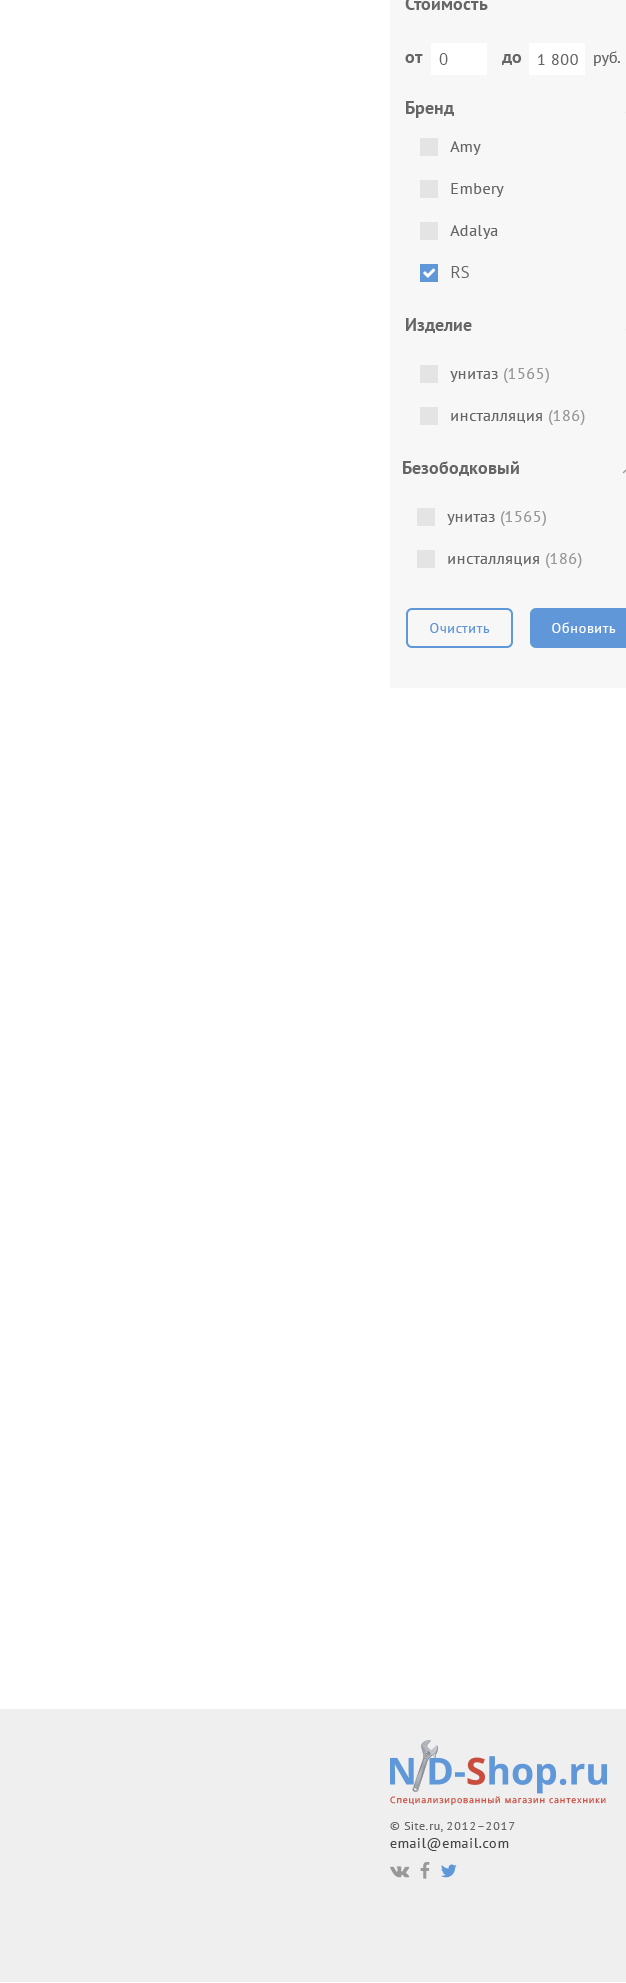 Стоимость
от 0 до 1 800 руб.
Бренд
Amy
Embery
Adalya
RS
Изделие
унитаз (1565)
инсталляция (186)
Безободковый
унитаз (1565)
инсталляция (186)
Очистить Обновить
ND-Shop.ru
Специализированный магазин сантехники
© Site.ru, 2012–2017
email@email.com